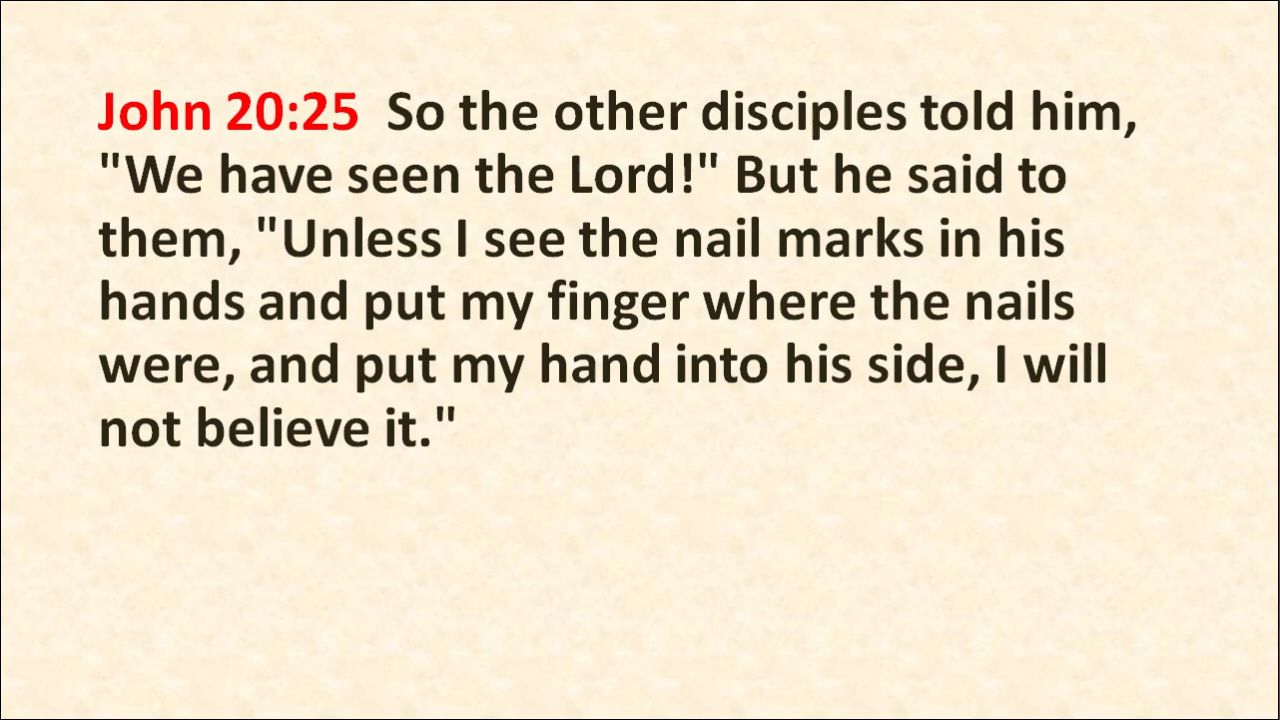 John 20:25  So the other disciples told him,
"We have seen the Lord!" But he said to
them, "Unless I see the nail marks in his
hands and put my finger where the nails
were, and put my hand into his side, I will
not believe it."